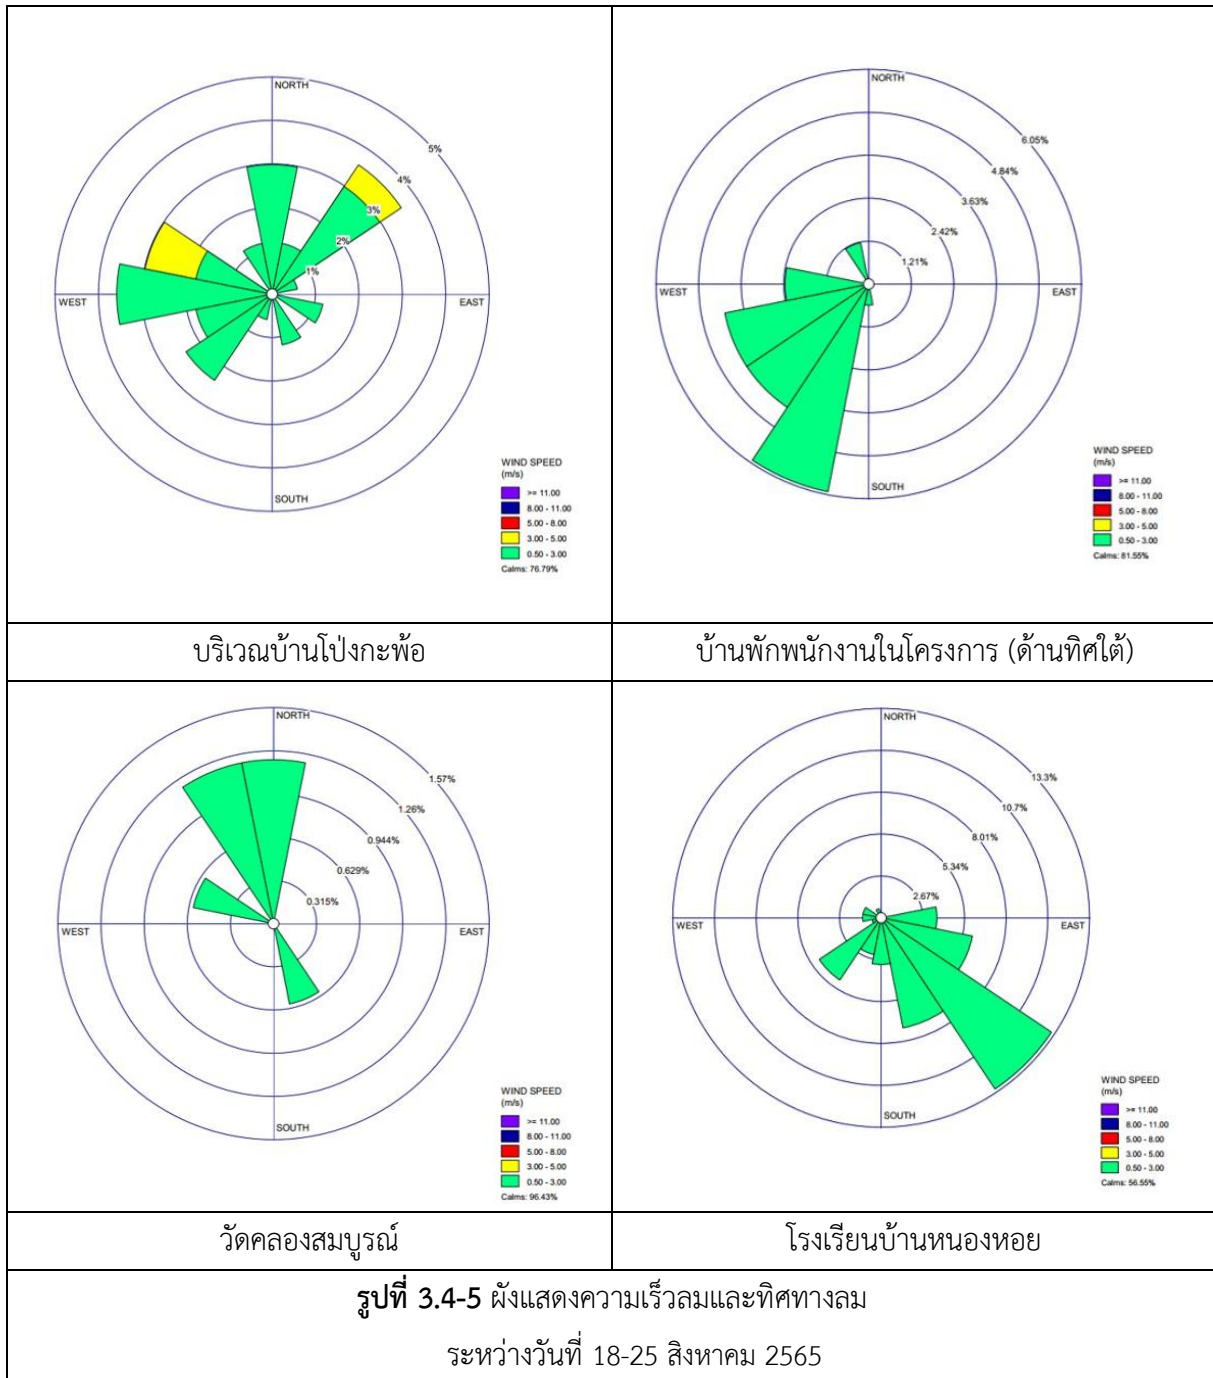 NORTH
5%
4%
3%
2%
1%
WEST
EAST
SOUTH
WIND SPEED
(m/s)
>= 11.00
8.00 - 11.00
5.00 - 8.00
3.00 - 5.00
0.50 - 3.00
Calms: 76.79%
NORTH
6.05%
4.84%
3.63%
2.42%
1.21%
WEST
EAST
SOUTH
WIND SPEED
(m/s)
>= 11.00
8.00 - 11.00
5.00 - 8.00
3.00 - 5.00
0.50 - 3.00
Calms: 81.55%
บริเวณบ้านโป่งกะพ้อ
บ้านพักพนักงานในโครงการ (ด้านทิศใต้)
NORTH
1.57%
1.26%
0.944%
0.629%
0.315%
WEST
EAST
SOUTH
WIND SPEED
(m/s)
>= 11.00
8.00 - 11.00
5.00 - 8.00
3.00 - 5.00
0.50 - 3.00
Calms: 96.43%
NORTH
13.3%
10.7%
8.01%
5.34%
2.67%
WEST
EAST
SOUTH
WIND SPEED
(m/s)
>= 11.00
8.00 - 11.00
5.00 - 8.00
3.00 - 5.00
0.50 - 3.00
Calms: 56.55%
วัดคลองสมบูรณ์
โรงเรียนบ้านหนองหอย
รูปที่ 3.4-5 ผังแสดงความเร็วลมและทิศทางลม
ระหว่างวันที่ 18-25 สิงหาคม 2565